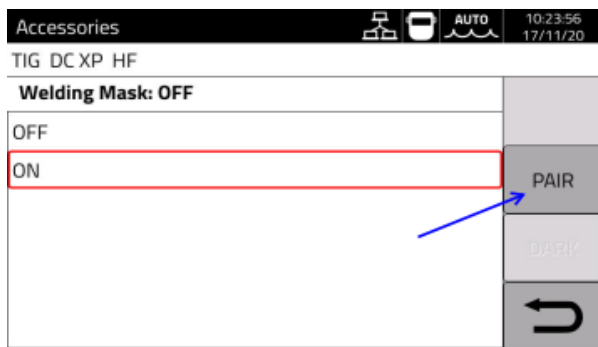 Accessories AUTO 10:23:56
17/11/20
TIG DC XP HF
Welding Mask: OFF
OFF
ON
PAIR
DARK